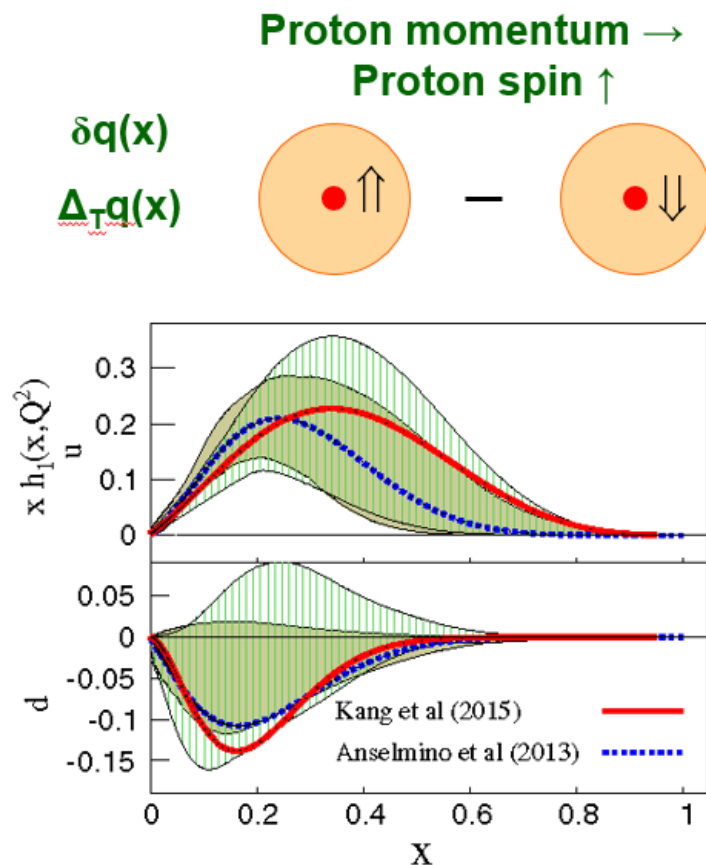 Proton momentum →
Proton spin ↑
δq(x)
Δ_Tq(x)
⇑ − ⇓
x h₁(x,Q²)
u
0.3
0.2
0.1
0
d
0.05
0
-0.05
-0.1
-0.15
Kang et al (2015)
Anselmino et al (2013)
0 0.2 0.4 0.6 0.8 1
x